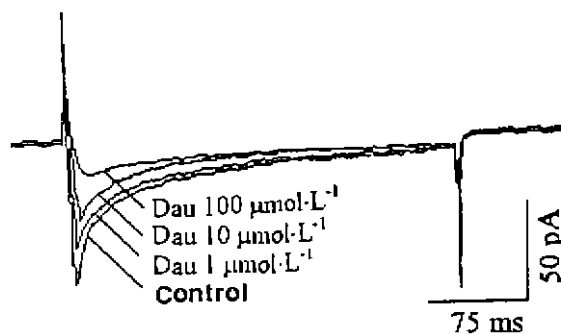 Dau 100 μmol·L⁻¹
Dau 10 μmol·L⁻¹
Dau 1 μmol·L⁻¹
Control
50 pA
75 ms